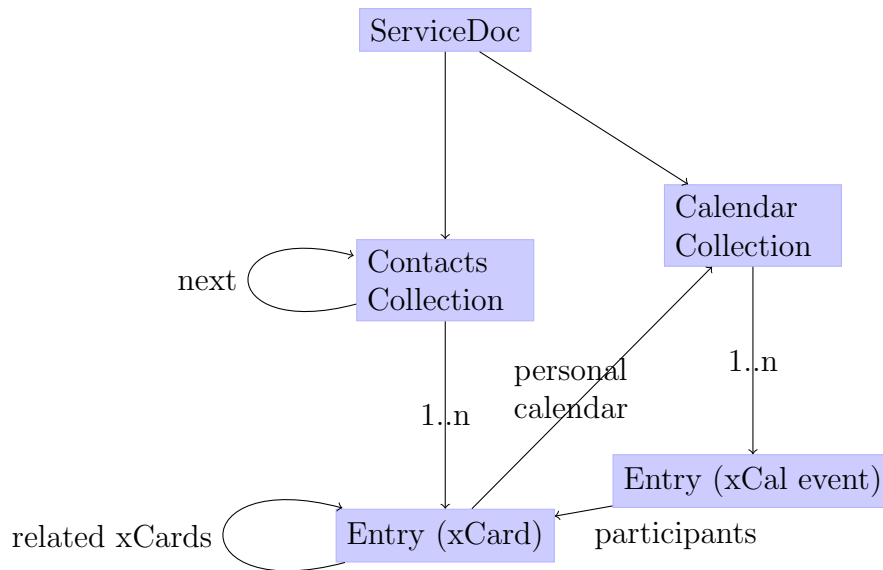 ServiceDoc
Calendar
Collection
Contacts
Collection
next
1..n
personal
calendar
1..n
Entry (xCal event)
Entry (xCard)
related xCards
participants